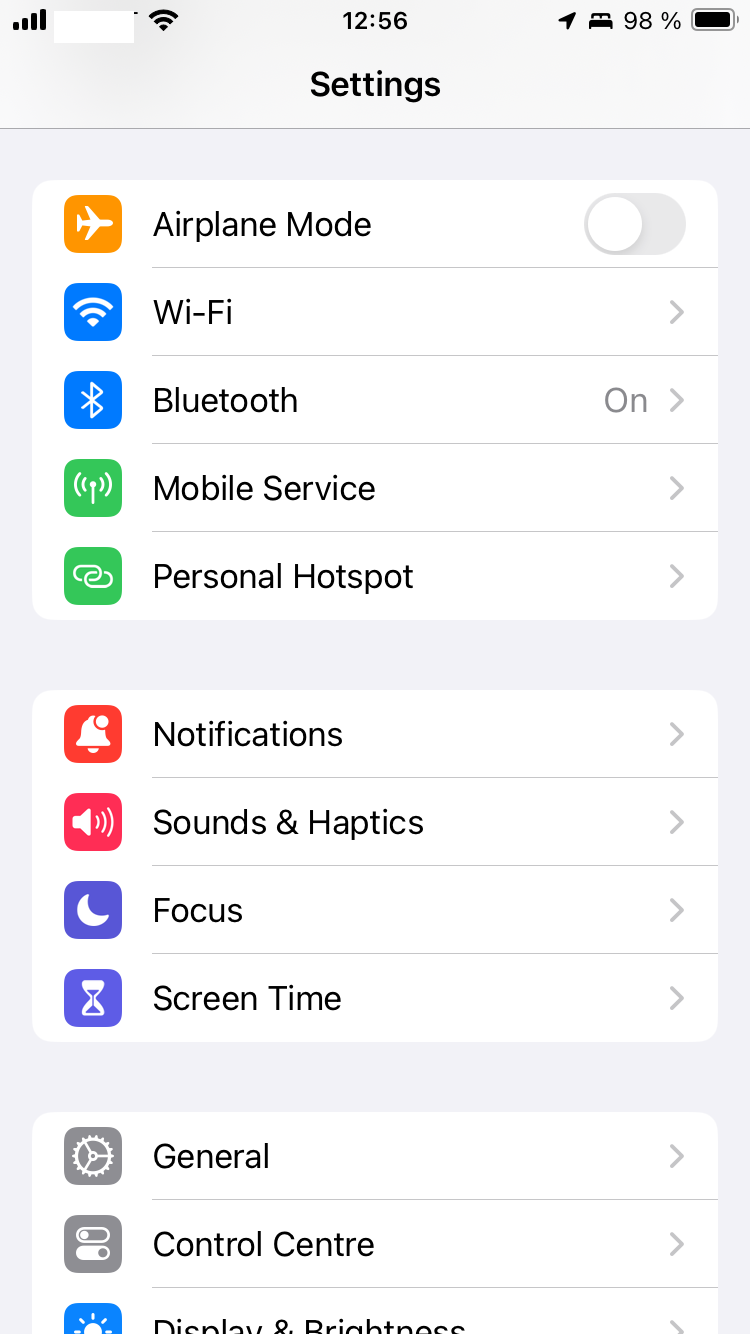 12:56 98 %
Settings
Airplane Mode
Wi-Fi
Bluetooth On
Mobile Service
Personal Hotspot
Notifications
Sounds & Haptics
Focus
Screen Time
General
Control Centre
Display & Brightness